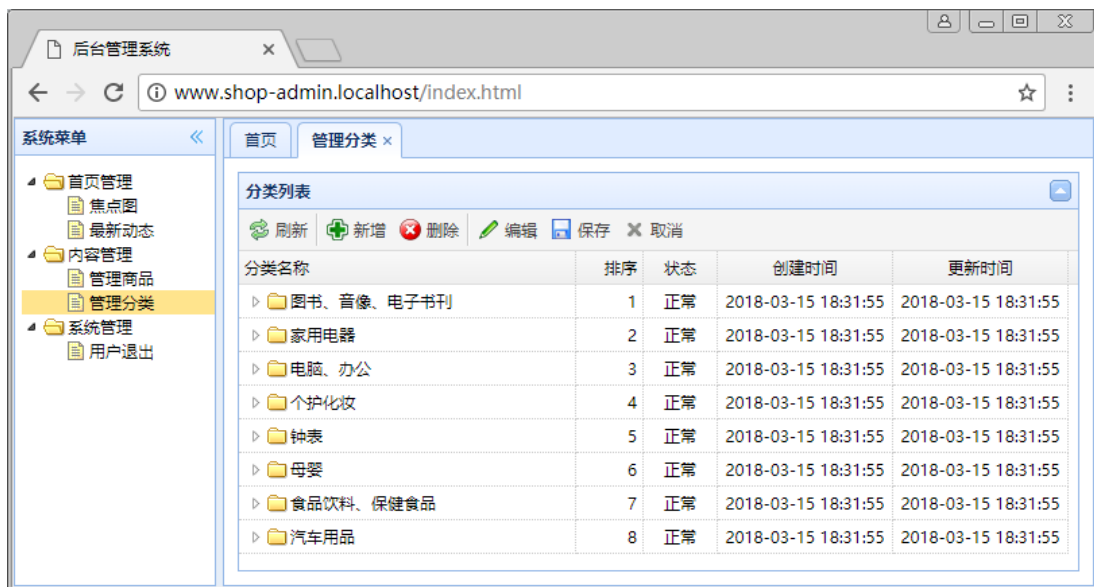 后台管理系统
www.shop-admin.localhost/index.html
系统菜单
首页管理
焦点图
最新动态
内容管理
管理商品
管理分类
系统管理
用户退出
首页 管理分类
分类列表
刷新 新增 删除 编辑 保存 取消
分类名称 排序 状态 创建时间 更新时间
图书、音像、电子书刊 1 正常 2018-03-15 18:31:55 2018-03-15 18:31:55
家用电器 2 正常 2018-03-15 18:31:55 2018-03-15 18:31:55
电脑、办公 3 正常 2018-03-15 18:31:55 2018-03-15 18:31:55
个护化妆 4 正常 2018-03-15 18:31:55 2018-03-15 18:31:55
钟表 5 正常 2018-03-15 18:31:55 2018-03-15 18:31:55
母婴 6 正常 2018-03-15 18:31:55 2018-03-15 18:31:55
食品饮料、保健食品 7 正常 2018-03-15 18:31:55 2018-03-15 18:31:55
汽车用品 8 正常 2018-03-15 18:31:55 2018-03-15 18:31:55